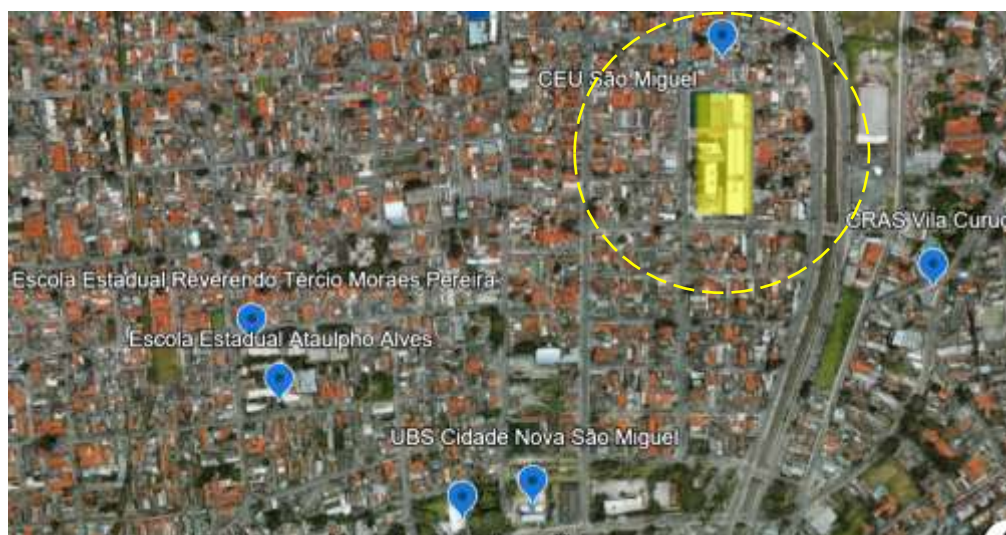 CEU São Miguel
CRAS Vila Curuç
Escola Estadual Reverendo Tércio Moraes Pereira
Escola Estadual Ataulpho Alves
UBS Cidade Nova São Miguel